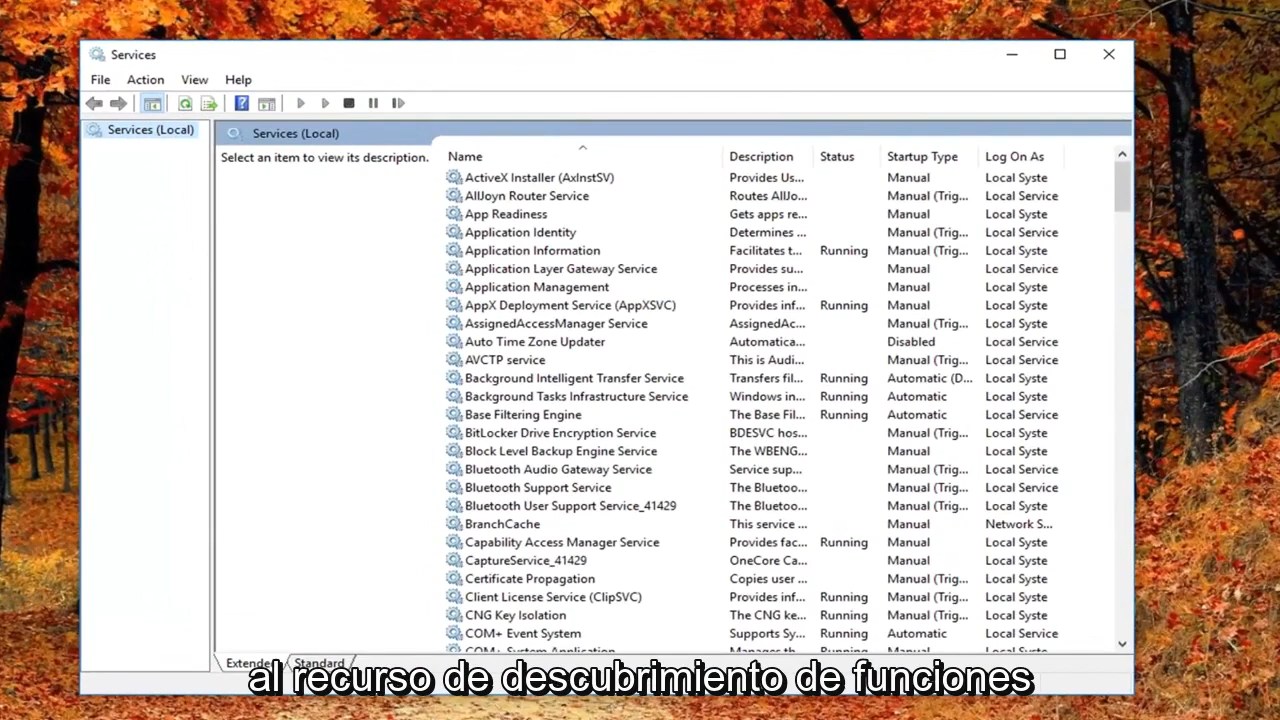 Services
File Action View Help
Services (Local)
Services (Local)
Select an item to view its description.
Name Description Status Startup Type Log On As
ActiveX Installer (AxInstSV) Provides Us... Manual Local Syste
AllJoyn Router Service Routes AllJo... Manual (Trig... Local Service
App Readiness Gets apps re... Manual Local Syste
Application Identity Determines ... Manual (Trig... Local Service
Application Information Facilitates t... Running Manual (Trig... Local Syste
Application Layer Gateway Service Provides su... Manual Local Service
Application Management Processes in... Manual Local Syste
AppX Deployment Service (AppXSVC) Provides inf... Running Manual Local Syste
AssignedAccessManager Service AssignedAc... Manual (Trig... Local Syste
Auto Time Zone Updater Automatica... Disabled Local Service
AVCTP service This is Audi... Manual (Trig... Local Service
Background Intelligent Transfer Service Transfers fil... Running Automatic (D... Local Syste
Background Tasks Infrastructure Service Windows in... Running Automatic Local Syste
Base Filtering Engine The Base Fil... Running Automatic Local Service
BitLocker Drive Encryption Service BDESVC hos... Manual (Trig... Local Syste
Block Level Backup Engine Service The WBENG... Manual Local Syste
Bluetooth Audio Gateway Service Service sup... Manual (Trig... Local Service
Bluetooth Support Service The Bluetoo... Manual (Trig... Local Service
Bluetooth User Support Service_41429 The Bluetoo... Manual (Trig... Local Syste
BranchCache This service ... Manual Network S...
Capability Access Manager Service Provides fac... Running Manual Local Syste
CaptureService_41429 OneCore Ca... Manual Local Syste
Certificate Propagation Copies user ... Manual (Trig... Local Syste
Client License Service (ClipSVC) Provides inf... Running Manual (Trig... Local Syste
CNG Key Isolation The CNG ke... Running Manual (Trig... Local Syste
COM+ Event System Supports Sy... Running Automatic Local Service
COM+ System Application Manages th... Running Manual Local Syste
Extended Standard
al recurso de descubrimiento de funciones